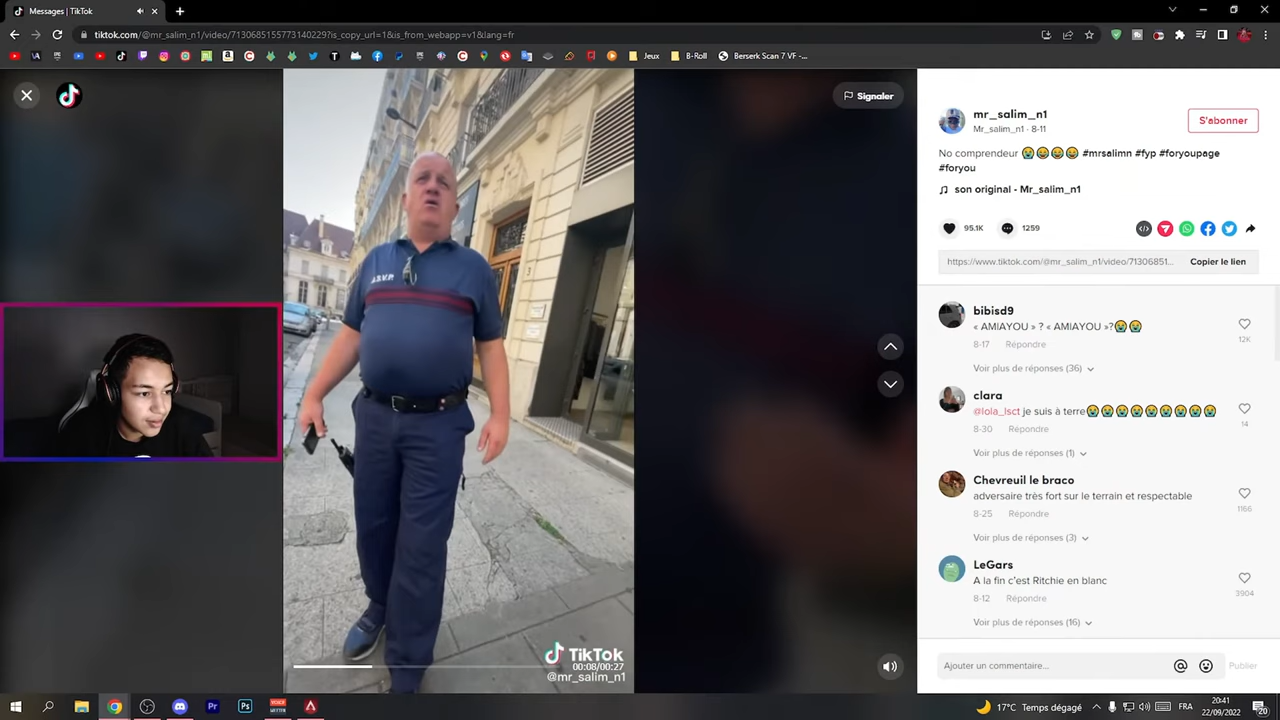 Messages | TikTok
tiktok.com/@mr_salim_n1/video/7130685155773140229?is_copy_url=1&is_from_webapp=v1&lang=fr
Jeux
B-Roll
Berserk Scan 7 VF -...
Signaler
A.S.V.P.
TikTok
00:08/00:27
@mr_salim_n1
mr_salim_n1
Mr_salim_n1 · 8-11
S'abonner
No comprendeur 😭😂😂😂 #mrsalimn #fyp #foryoupage
#foryou
son original - Mr_salim_n1
95.1K
1259
https://www.tiktok.com/@mr_salim_n1/video/71306851...
Copier le lien
bibisd9
« AMIAYOU » ? « AMIAYOU »?😭😭
12K
8-17 Répondre
Voir plus de réponses (36)
clara
@lola_lsct je suis à terre😭😭😭😭😭😭😭😭😭
14
8-30 Répondre
Voir plus de réponses (1)
Chevreuil le braco
adversaire très fort sur le terrain et respectable
1166
8-25 Répondre
Voir plus de réponses (3)
LeGars
A la fin c'est Ritchie en blanc
3904
8-12 Répondre
Voir plus de réponses (16)
Ajouter un commentaire...
Publier
17°C Temps dégagé
FRA
20:41
22/09/2022
20